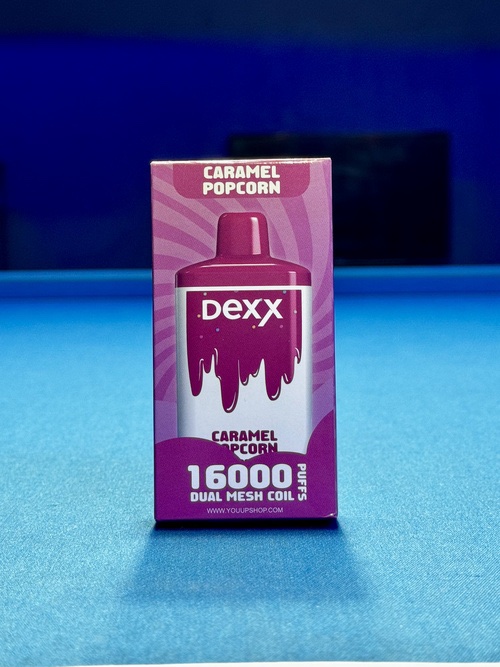 CARAMEL
POPCORN
Dexx
CARAMEL
POPCORN
16000
PUFFS
DUAL MESH COIL
WWW.YOUUPSHOP.COM